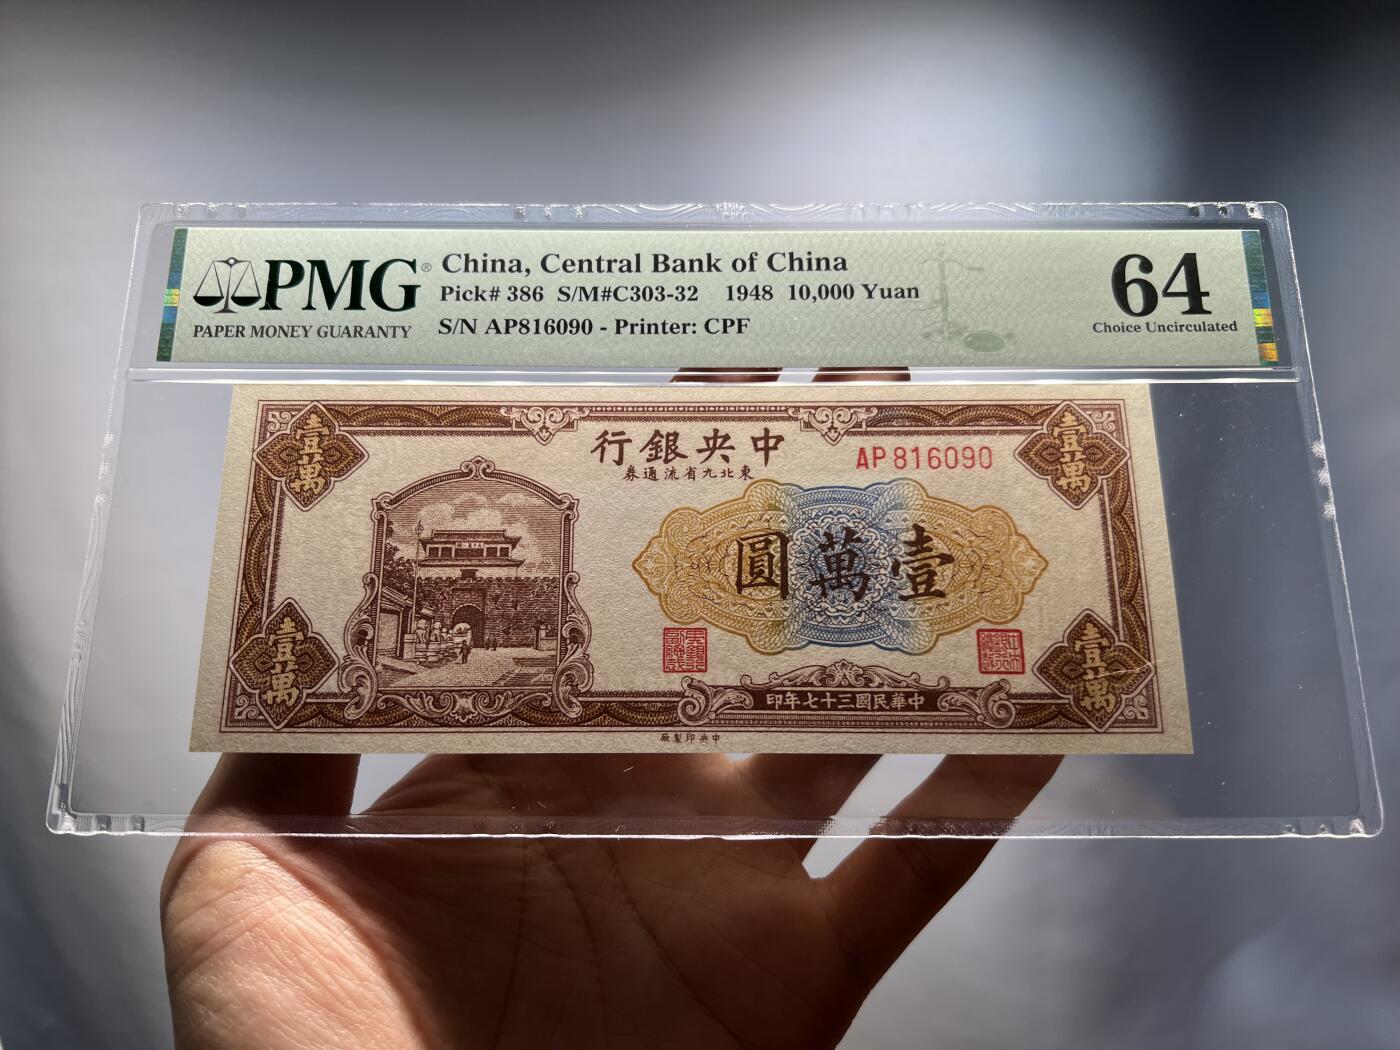 PMG® China, Central Bank of China
Pick# 386 S/M#C303-32 1948 10,000 Yuan
PAPER MONEY GUARANTY
S/N AP816090 - Printer: CPF
64
Choice Uncirculated
壹萬
壹萬
行銀央中
券通流省九北東
AP 816090
圓萬壹
壹萬
壹萬
印年七十三國民華中
廠製印央中